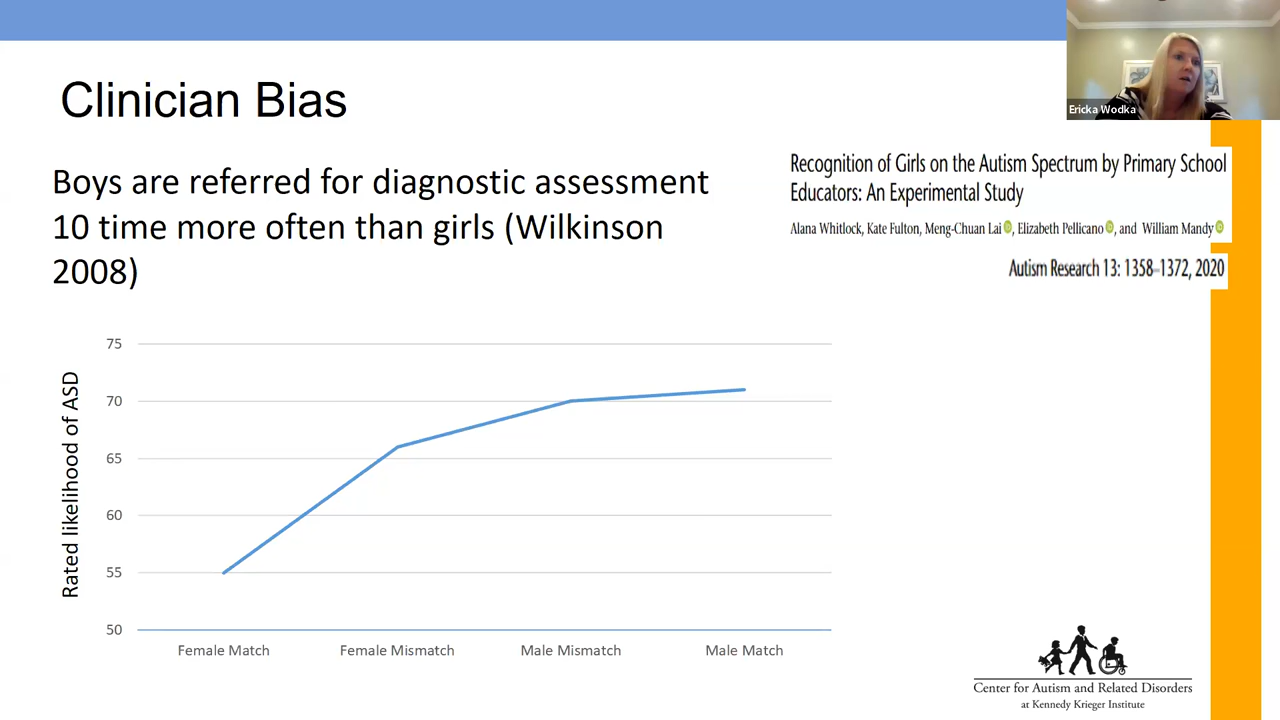 Ericka Wodka
Clinician Bias
Boys are referred for diagnostic assessment
10 time more often than girls (Wilkinson
2008)
Recognition of Girls on the Autism Spectrum by Primary School
Educators: An Experimental Study
Alana Whitlock, Kate Fulton, Meng-Chuan Lai, Elizabeth Pellicano, and William Mandy
Autism Research 13: 1358–1372, 2020
Rated likelihood of ASD
75
70
65
60
55
50
Female Match
Female Mismatch
Male Mismatch
Male Match
Center for Autism and Related Disorders
at Kennedy Krieger Institute